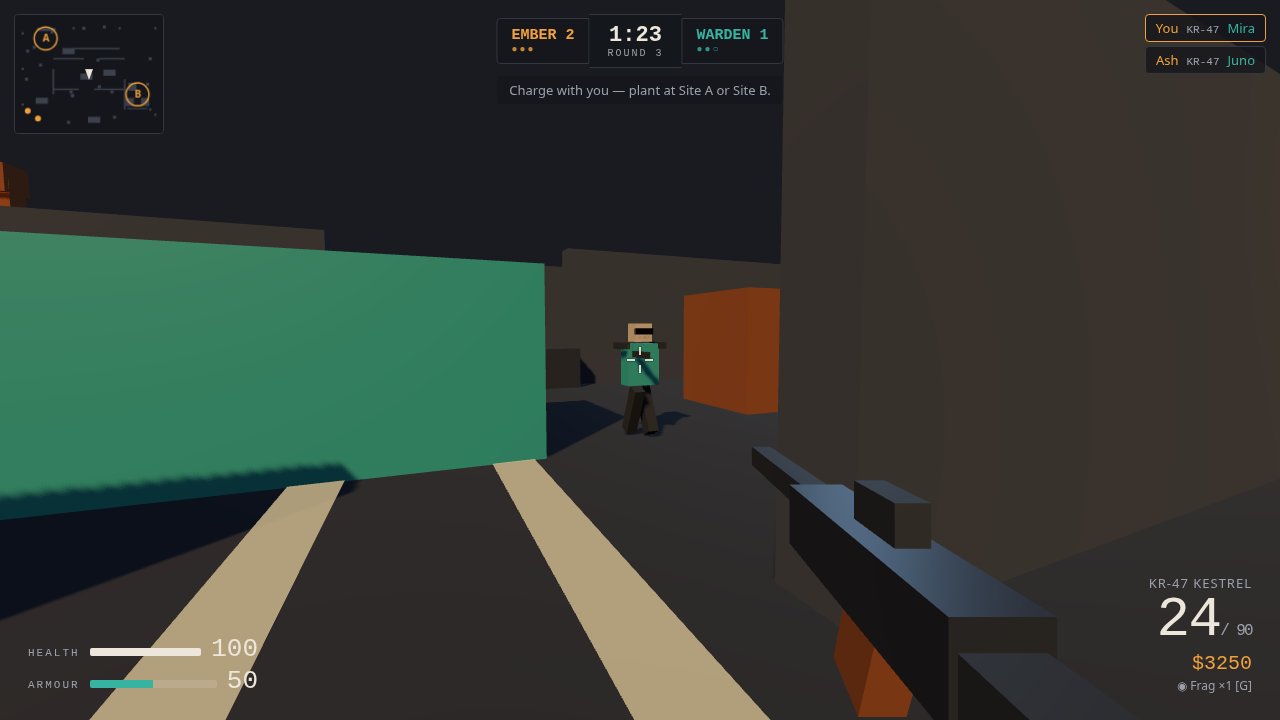 A
B
EMBER 2
1:23
ROUND 3
WARDEN 1
Charge with you — plant at Site A or Site B.
You KR-47 Mira
Ash KR-47 Juno
HEALTH 100
ARMOUR 50
KR-47 KESTREL
24 / 90
$3250
◉ Frag ×1 [G]